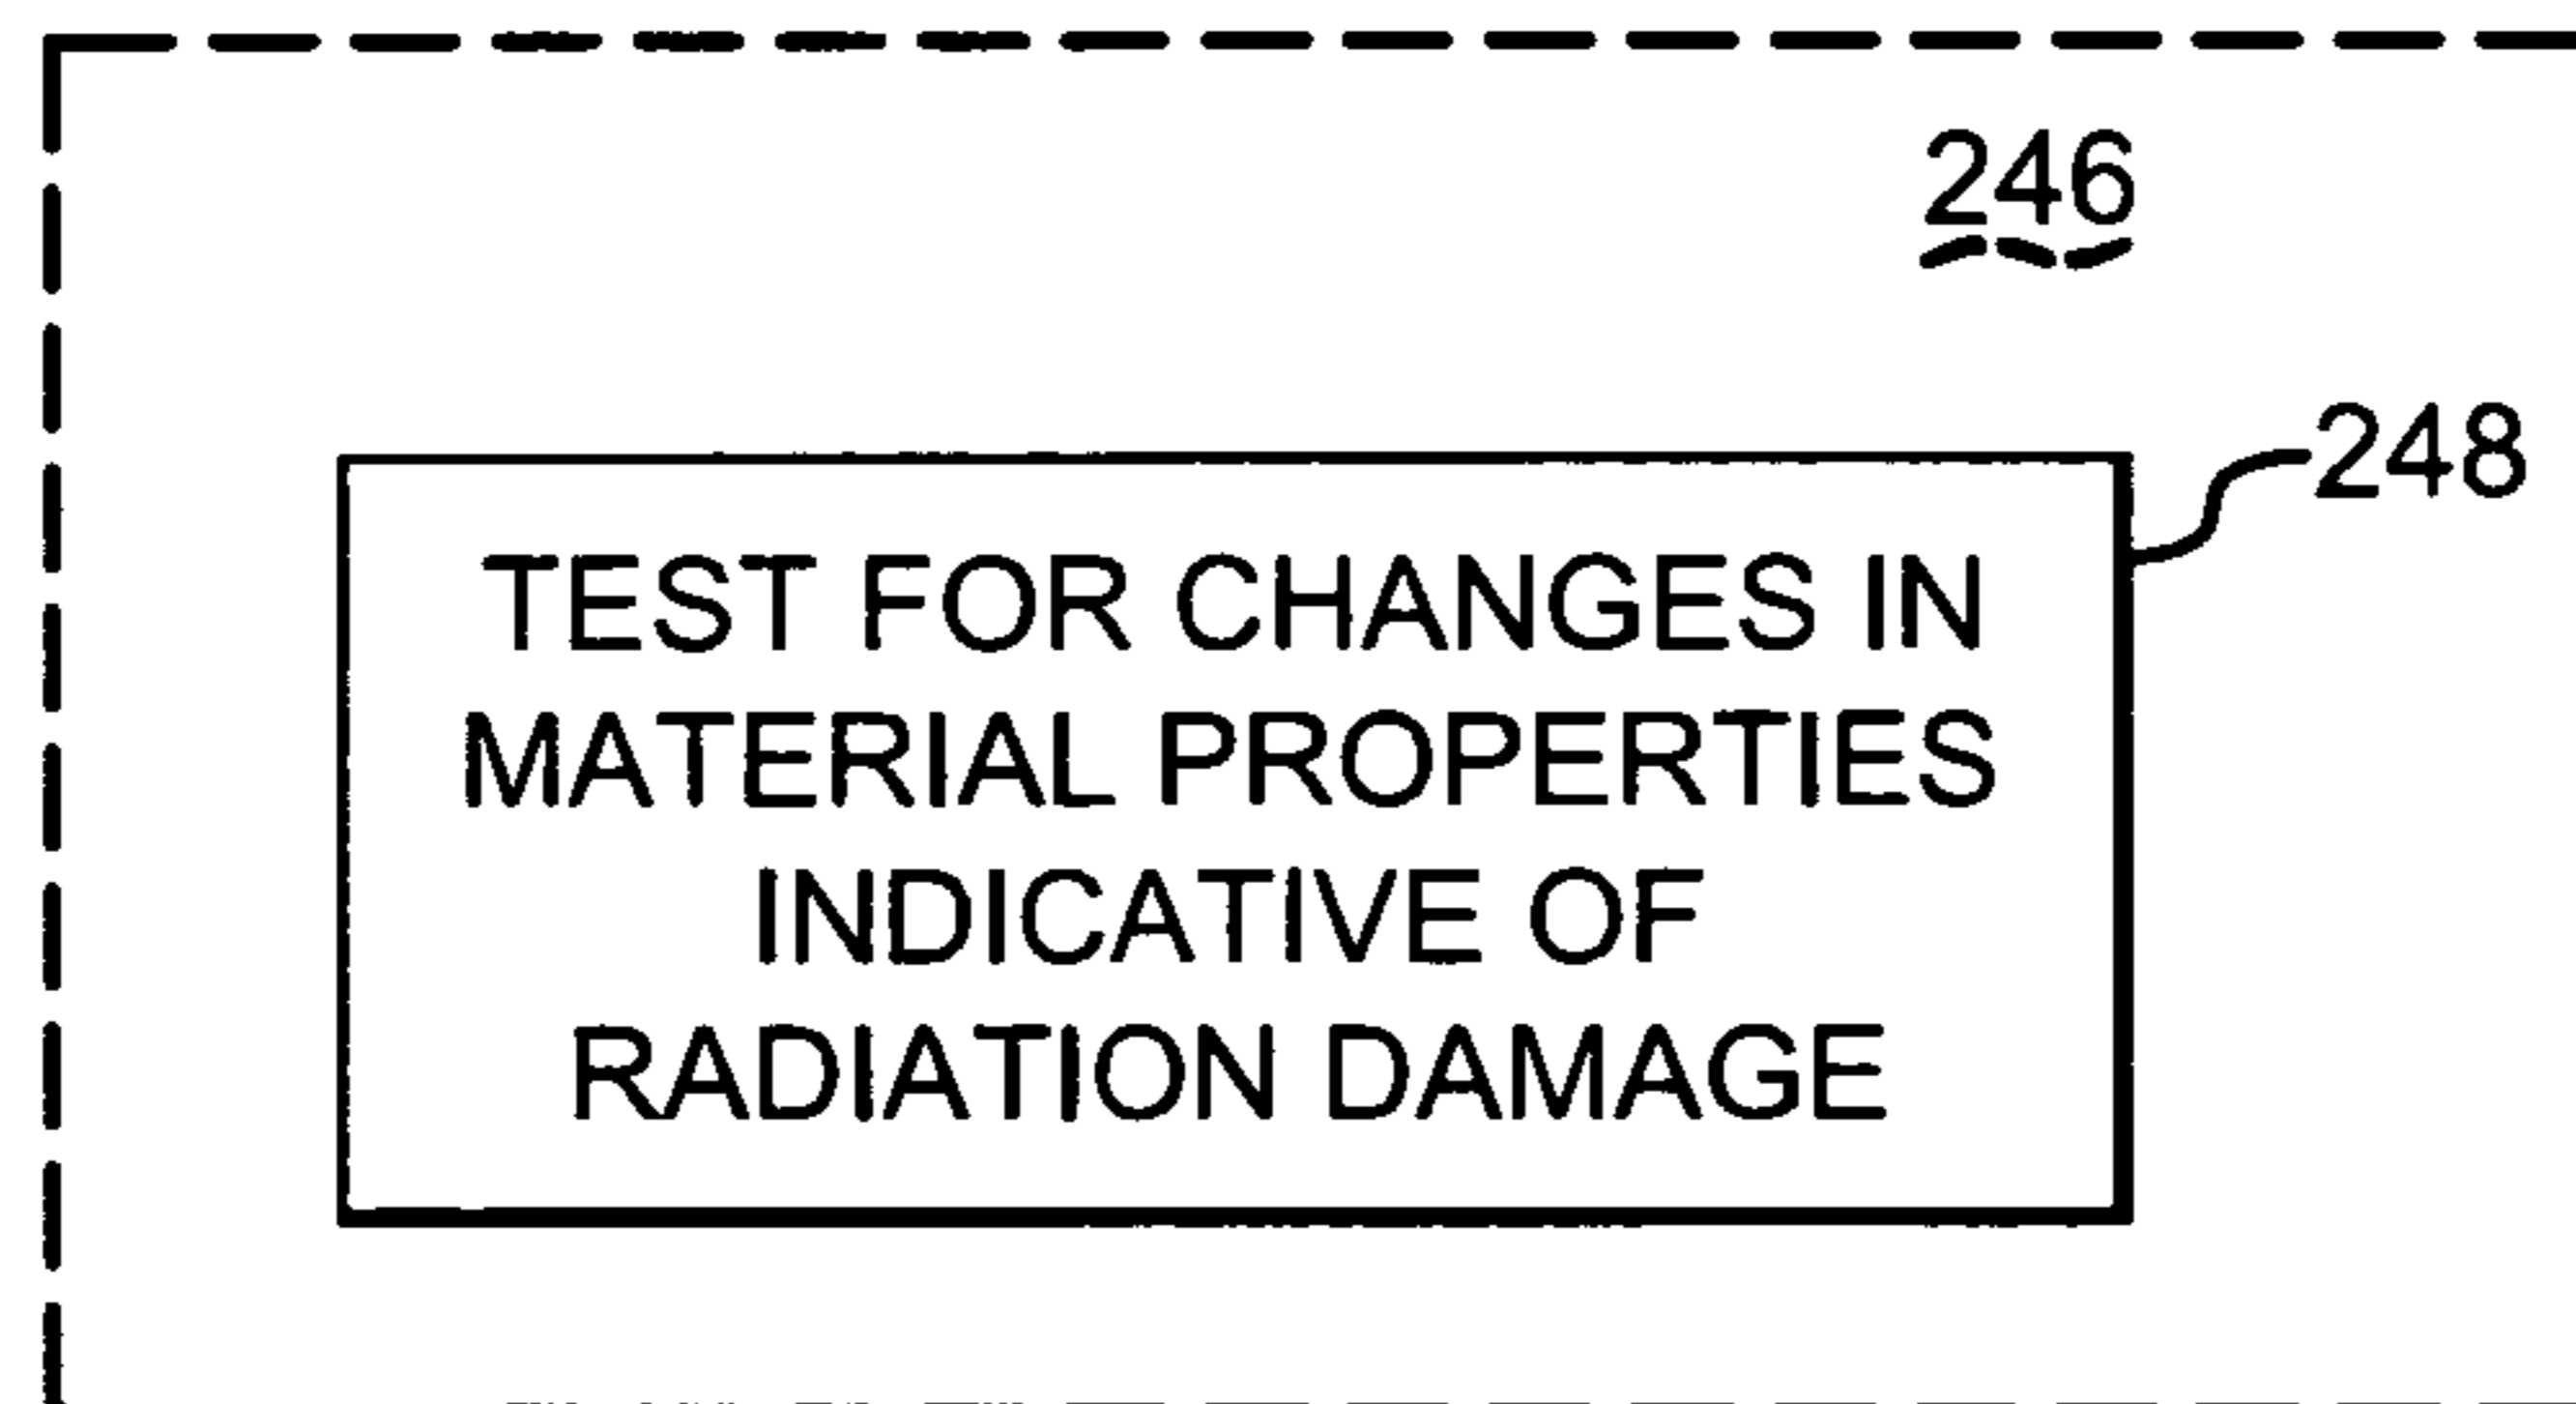 246
248
TEST FOR CHANGES IN
MATERIAL PROPERTIES
INDICATIVE OF
RADIATION DAMAGE